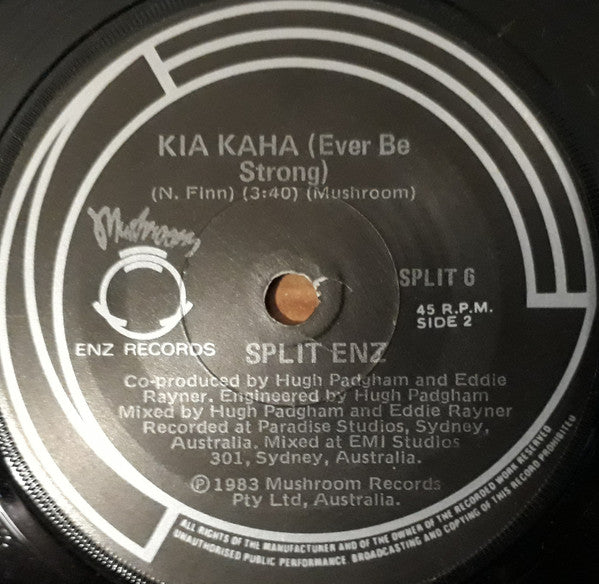 KIA KAHA (Ever Be
Strong)
(N. Finn) (3:40) (Mushroom)
Mushroom
ENZ RECORDS
SPLIT 6
45 R.P.M.
SIDE 2
SPLIT ENZ
Co-produced by Hugh Padgham and Eddie
Rayner. Engineered by Hugh Padgham
Mixed by Hugh Padgham and Eddie Rayner
Recorded at Paradise Studios, Sydney,
Australia. Mixed at EMI Studios
301, Sydney, Australia.
Ⓟ 1983 Mushroom Records
Pty Ltd, Australia.
ALL RIGHTS OF THE MANUFACTURER AND OF THE OWNER OF THE RECORDED WORK RESERVED
UNAUTHORISED PUBLIC PERFORMANCE. BROADCASTING AND COPYING OF THIS RECORD PROHIBITED